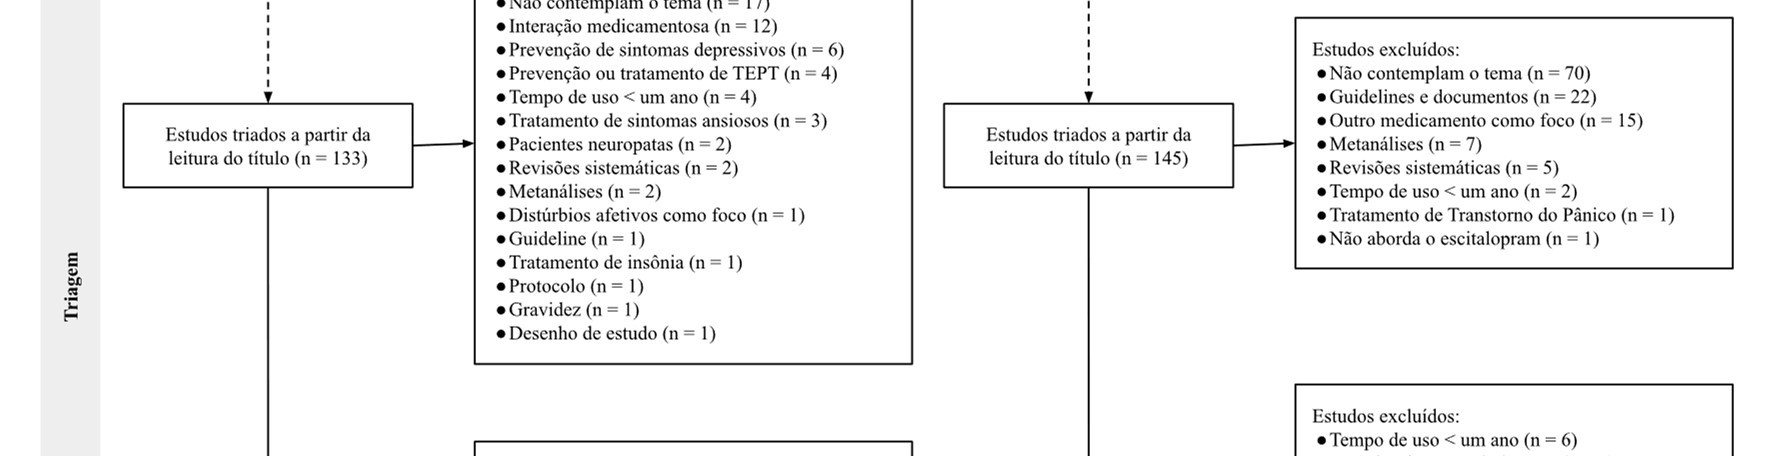 Não contemplam o tema (n = 17)
● Interação medicamentosa (n = 12)
● Prevenção de sintomas depressivos (n = 6)
● Prevenção ou tratamento de TEPT (n = 4)
● Tempo de uso < um ano (n = 4)
● Tratamento de sintomas ansiosos (n = 3)
● Pacientes neuropatas (n = 2)
● Revisões sistemáticas (n = 2)
● Metanálises (n = 2)
● Distúrbios afetivos como foco (n = 1)
● Guideline (n = 1)
● Tratamento de insônia (n = 1)
● Protocolo (n = 1)
● Gravidez (n = 1)
● Desenho de estudo (n = 1)
Estudos triados a partir da
leitura do título (n = 133)
Estudos triados a partir da
leitura do título (n = 145)
Estudos excluídos:
● Não contemplam o tema (n = 70)
● Guidelines e documentos (n = 22)
● Outro medicamento como foco (n = 15)
● Metanálises (n = 7)
● Revisões sistemáticas (n = 5)
● Tempo de uso < um ano (n = 2)
● Tratamento de Transtorno do Pânico (n = 1)
● Não aborda o escitalopram (n = 1)
Triagem
Estudos excluídos:
● Tempo de uso < um ano (n = 6)